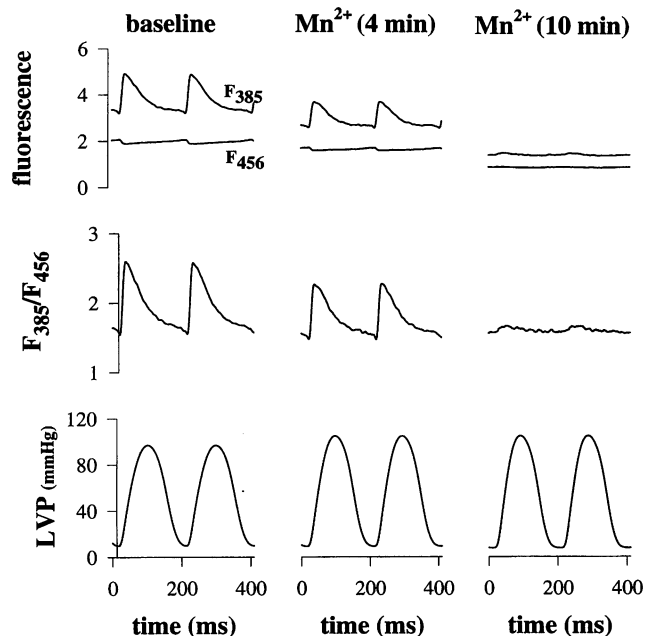 baseline Mn2+ (4 min) Mn2+ (10 min)
fluorescence
6
4
2
0
F385
F456
F385/F456
3
2
1
LVP (mmHg)
120
80
40
0
0 200 400 0 200 400 0 200 400
time (ms) time (ms) time (ms)